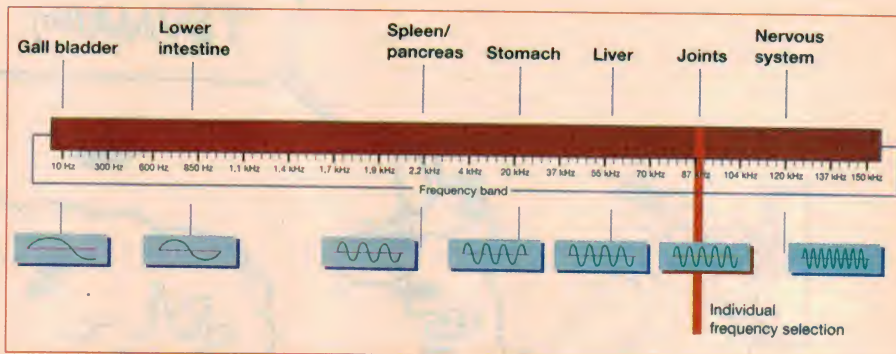 Gall bladder
Lower
intestine
Spleen/
pancreas
Stomach
Liver
Joints
Nervous
system
10 Hz 300 Hz 600 Hz 850 Hz 1,1 kHz 1.4 kHz 1,7 kHz 1,9 kHz 2.2 kHz 4 kHz 20 kHz 37 kHz 55 kHz 70 kHz 87 104 kHz 120 kHz 137 kHz 150 kHz
Frequency band
Individual
frequency selection